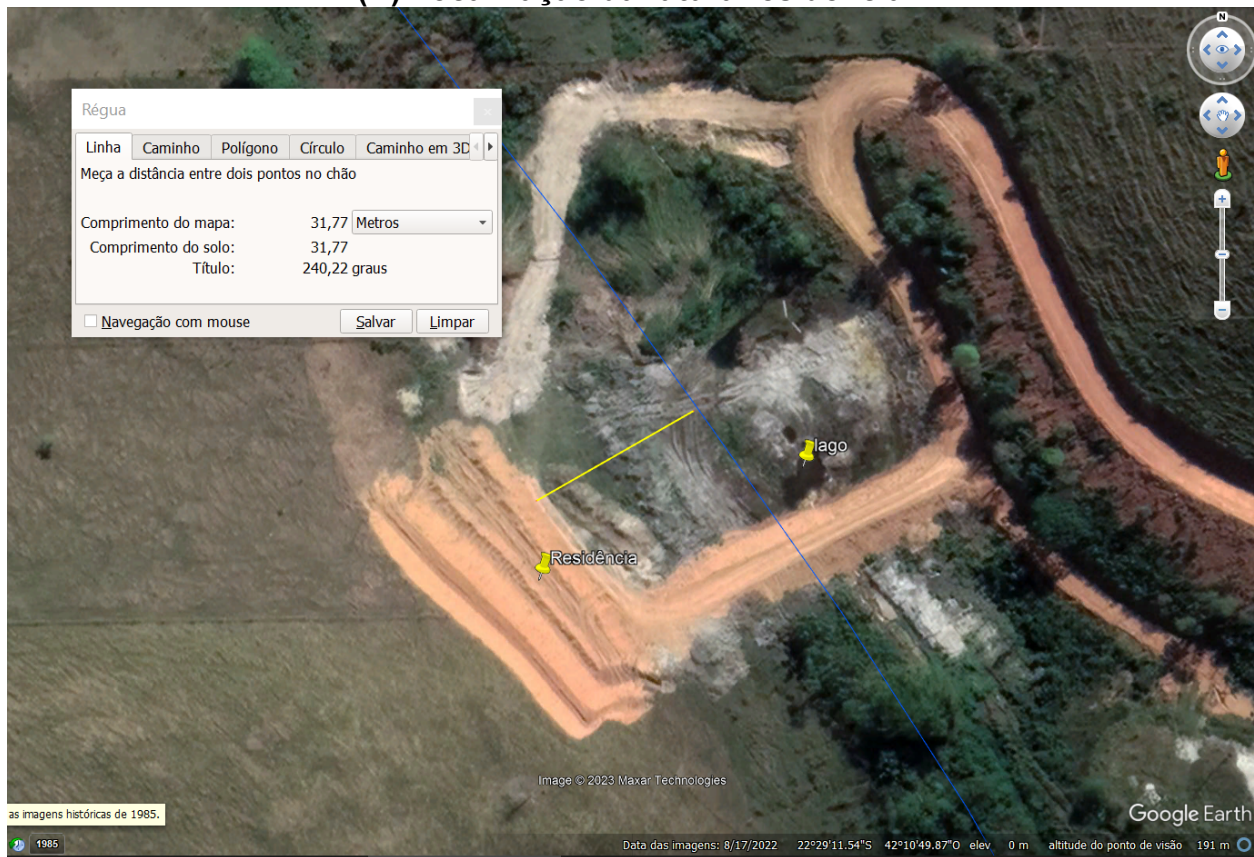 Régua
Linha Caminho Polígono Círculo Caminho em 3D
Meça a distância entre dois pontos no chão
Comprimento do mapa: 31,77 Metros
Comprimento do solo: 31,77
Título: 240,22 graus
Navegação com mouse Salvar Limpar
N
lago
Residência
Image © 2023 Maxar Technologies
Google Earth
as imagens históricas de 1985.
1985
Data das imagens: 8/17/2022 22°29'11.54"S 42°10'49.87"O elev 0 m altitude do ponto de visão 191 m